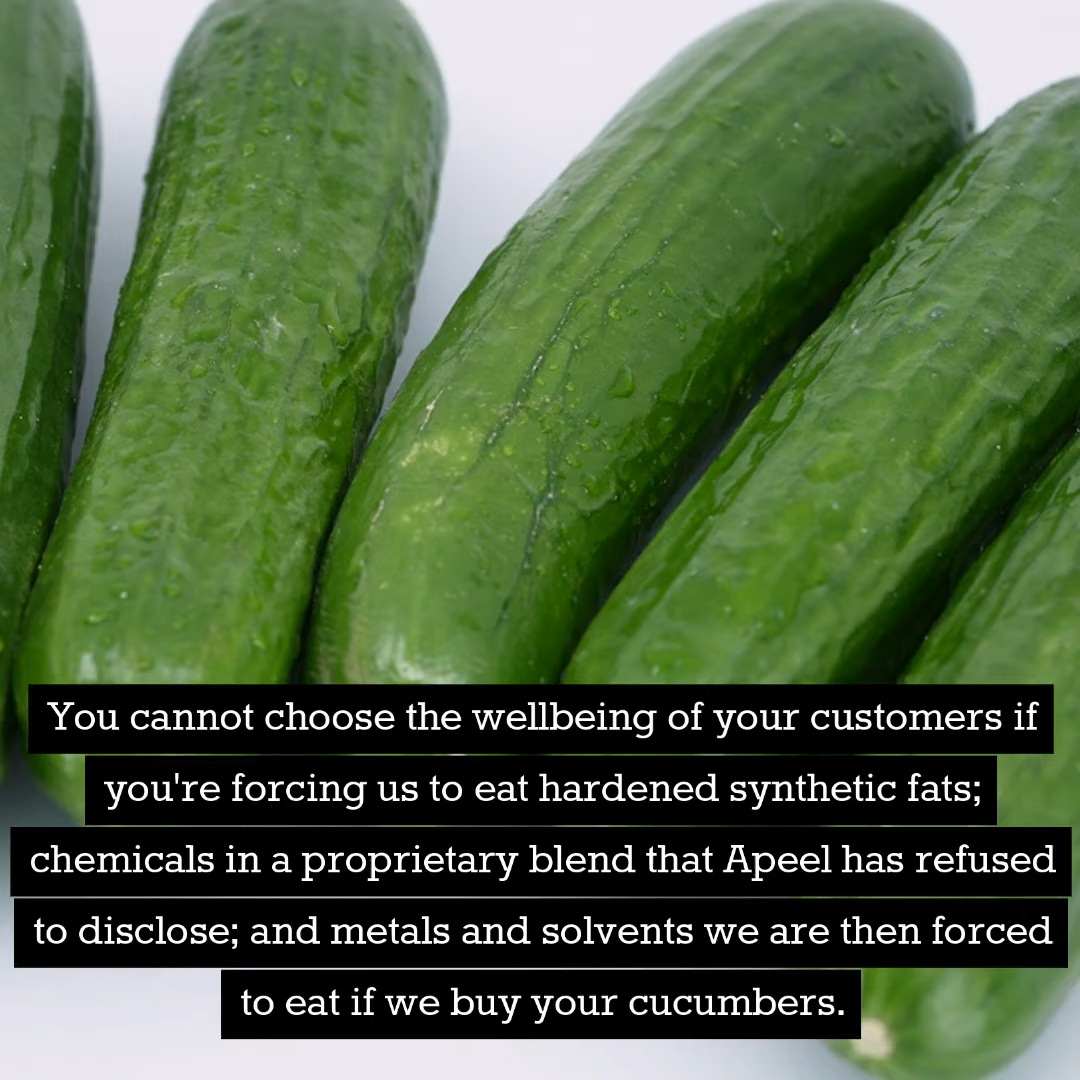 You cannot choose the wellbeing of your customers if
you're forcing us to eat hardened synthetic fats;
chemicals in a proprietary blend that Apeel has refused
to disclose; and metals and solvents we are then forced
to eat if we buy your cucumbers.